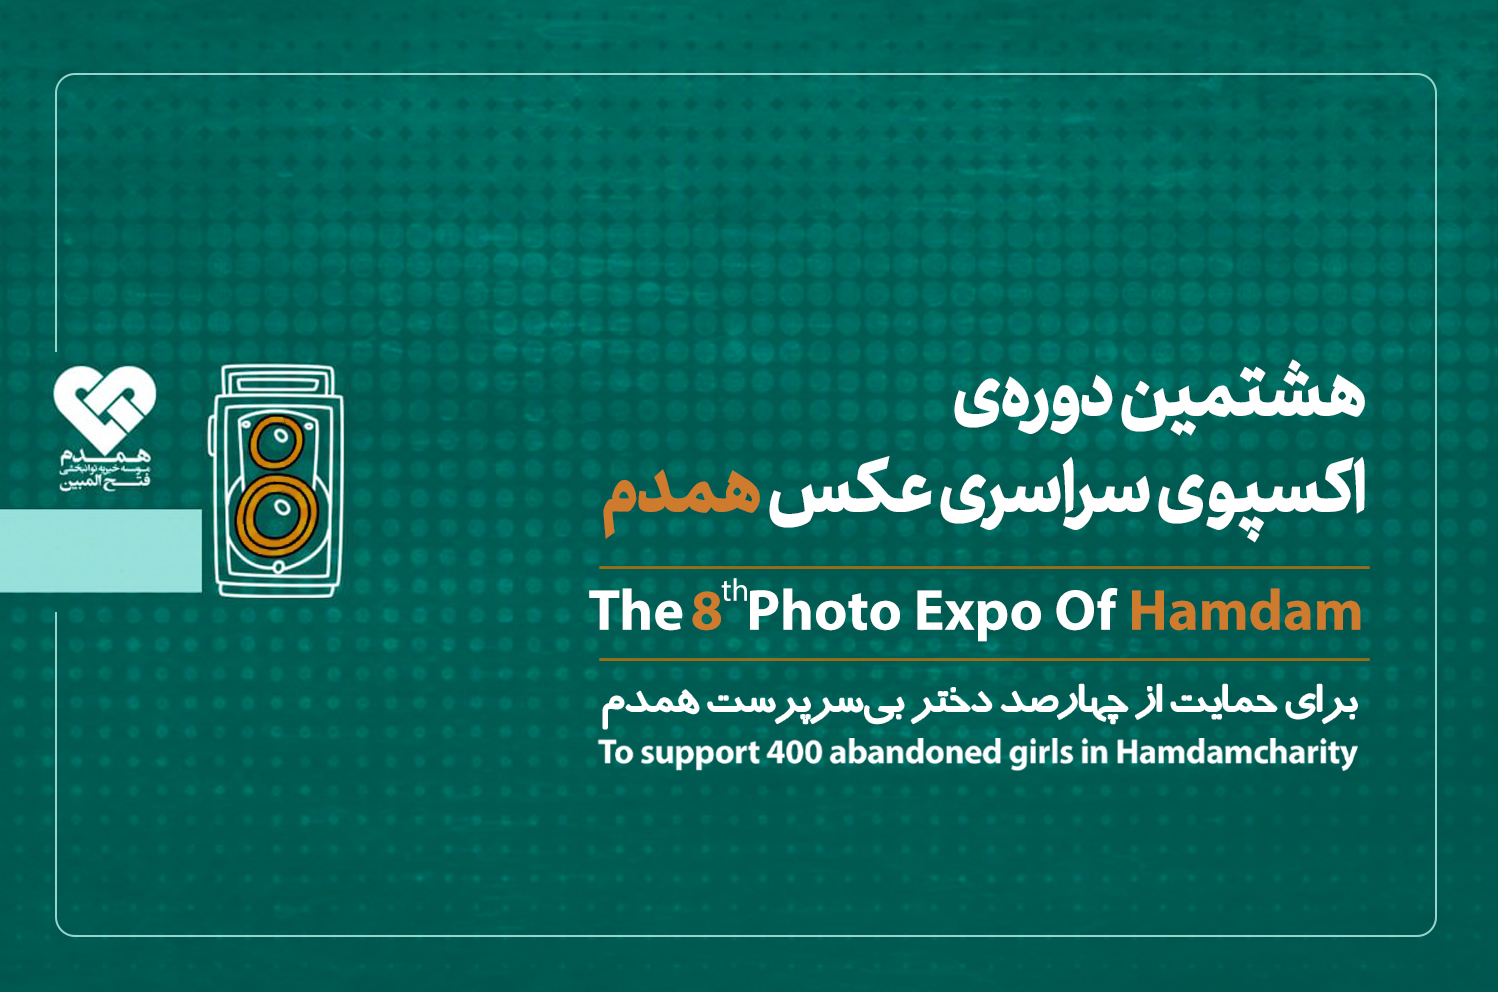 هشتمین دوره‌ی
اکسپوی سراسری عکس همدم
The 8th Photo Expo Of Hamdam
برای حمایت از چهارصد دختر بی‌سرپرست همدم
To support 400 abandoned girls in Hamdamcharity
همدم
موسسه خیریه توانبخشی
فتح المبین